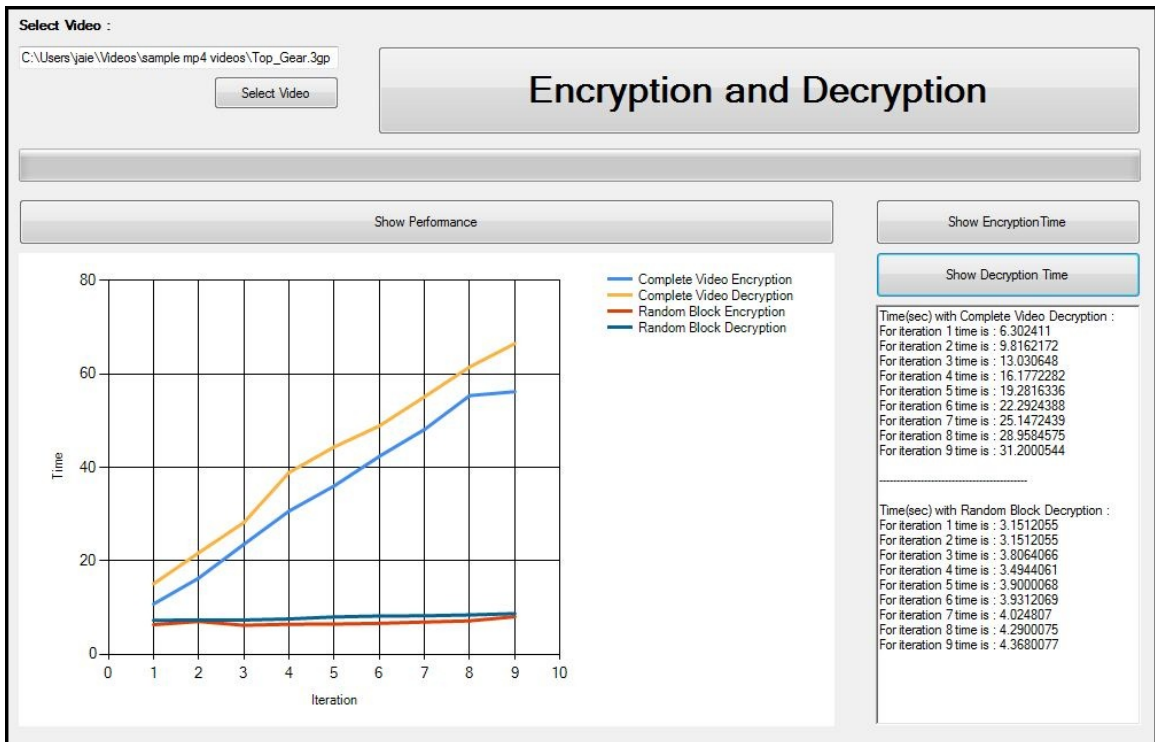 Select Video :
C:\Users\jaie\Videos\sample mp4 videos\Top_Gear.3gp
Select Video
Encryption and Decryption
Show Performance
Show EncryptionTime
Show Decryption Time
80
60
40
20
0
Time
0 1 2 3 4 5 6 7 8 9 10
Iteration
Complete Video Encryption
Complete Video Decryption
Random Block Encryption
Random Block Decryption
Time(sec) with Complete Video Decryption :
For iteration 1 time is : 6.302411
For iteration 2 time is : 9.8162172
For iteration 3 time is : 13.030648
For iteration 4 time is : 16.1772282
For iteration 5 time is : 19.2816336
For iteration 6 time is : 22.2924388
For iteration 7 time is : 25.1472439
For iteration 8 time is : 28.9584575
For iteration 9 time is : 31.2000544
-------------------------------------------
Time(sec) with Random Block Decryption :
For iteration 1 time is : 3.1512055
For iteration 2 time is : 3.1512055
For iteration 3 time is : 3.8064066
For iteration 4 time is : 3.4944061
For iteration 5 time is : 3.9000068
For iteration 6 time is : 3.9312069
For iteration 7 time is : 4.024807
For iteration 8 time is : 4.2900075
For iteration 9 time is : 4.3680077